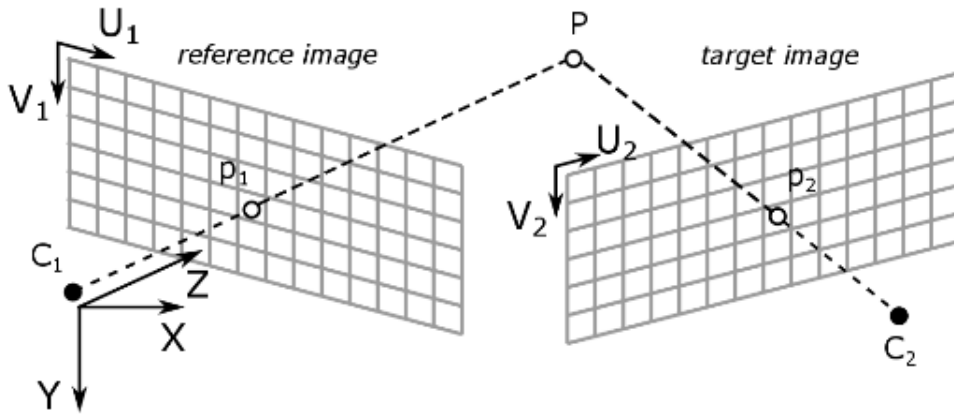 U1
reference image
P
target image
V1
p1
U2
p2
V2
C1
Z
X
C2
Y